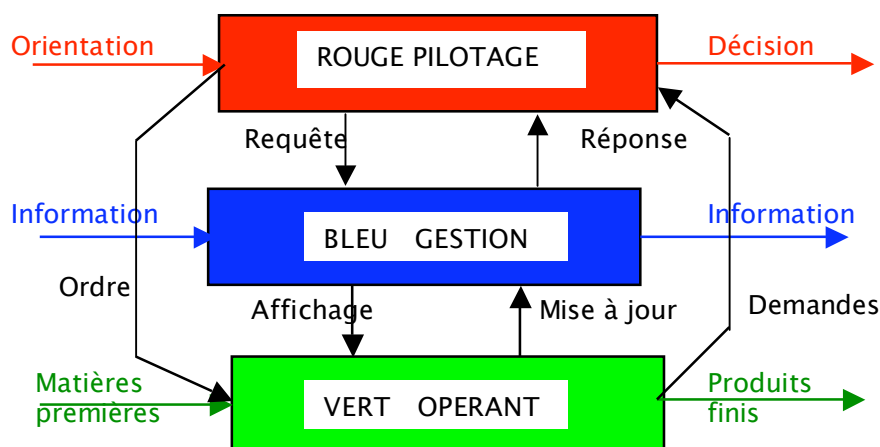 Orientation
ROUGE PILOTAGE
Décision
Requête
Réponse
Information
BLEU GESTION
Information
Ordre
Affichage
Mise à jour
Demandes
Matières
premières
VERT OPERANT
Produits
finis